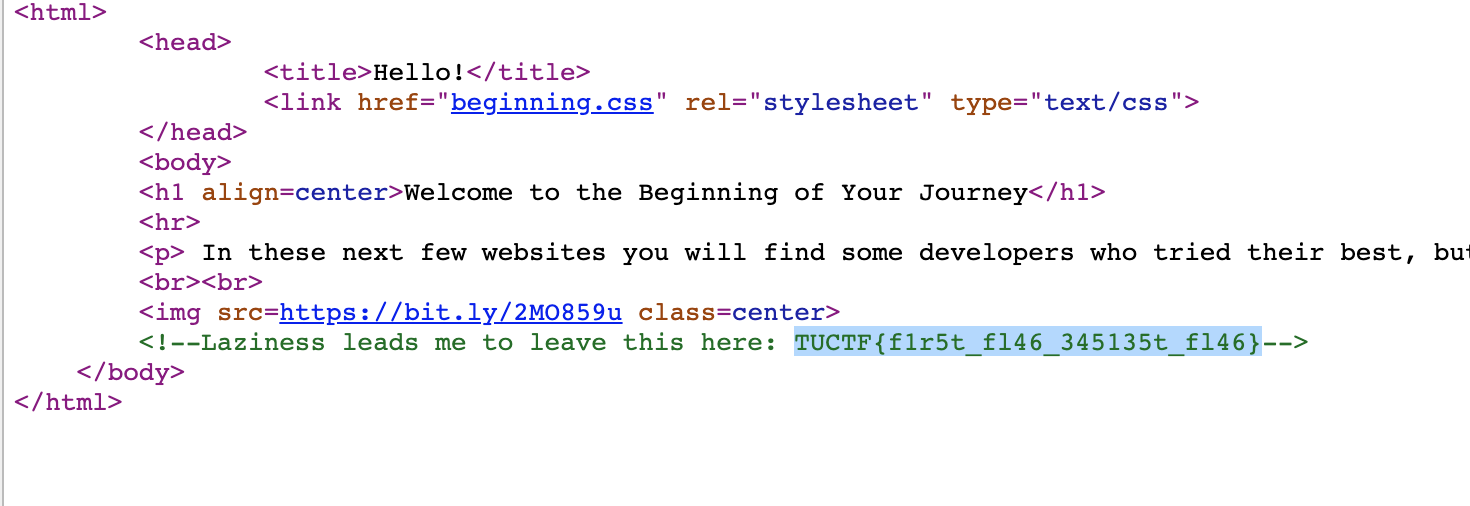 <html>
<head>
<title>Hello!</title>
<link href="beginning.css" rel="stylesheet" type="text/css">
</head>
<body>
<h1 align=center>Welcome to the Beginning of Your Journey</h1>
<hr>
<p> In these next few websites you will find some developers who tried their best, but
<br><br>
<img src=https://bit.ly/2MO859u class=center>
<!--Laziness leads me to leave this here: TUCTF{f1r5t_fl46_345135t_fl46}-->
</body>
</html>